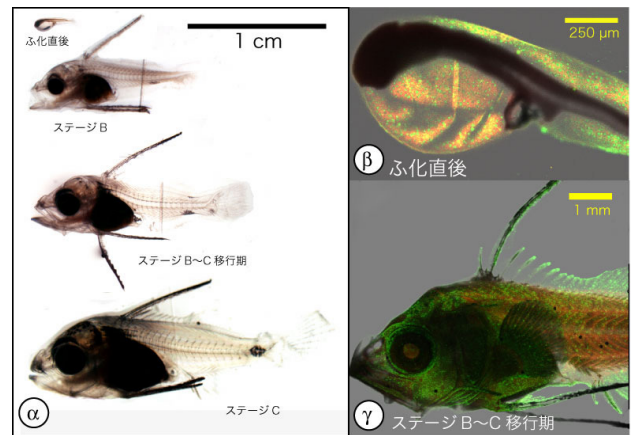 ふ化直後
1 cm
ステージ B
ステージ B〜C 移行期
ステージ C
α
250 µm
β ふ化直後
1 mm
γ ステージ B〜C 移行期